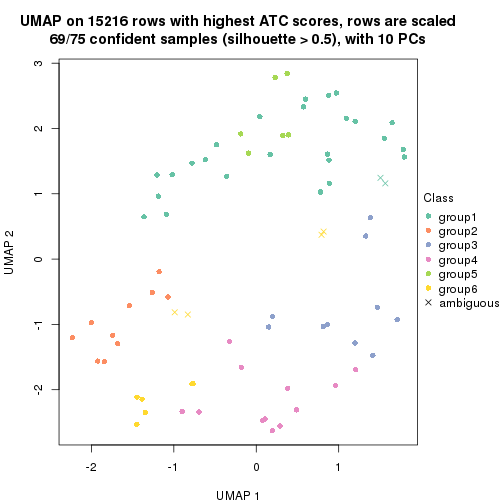 UMAP on 15216 rows with highest ATC scores, rows are scaled
69/75 confident samples (silhouette > 0.5), with 10 PCs
3
2
1
0
-1
-2
UMAP 2
-2
-1
0
1
UMAP 1
Class
group1
group2
group3
group4
group5
group6
ambiguous